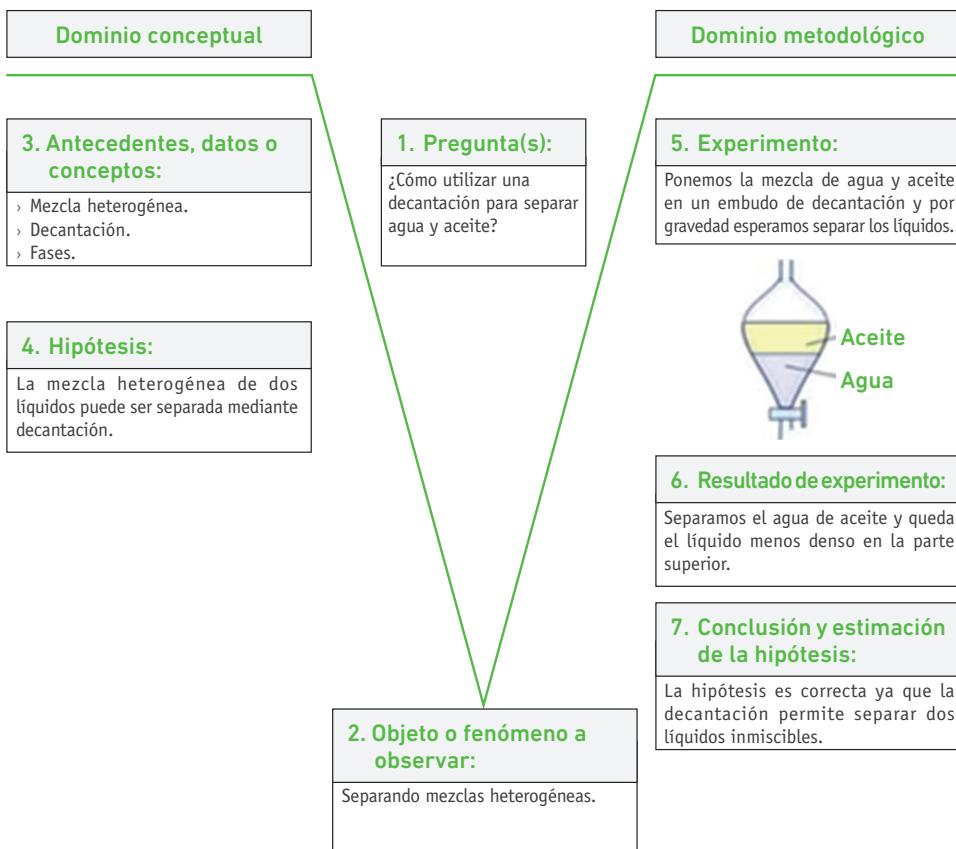 Dominio conceptual
Dominio metodológico
3. Antecedentes, datos o
conceptos:
› Mezcla heterogénea.
› Decantación.
› Fases.
1. Pregunta(s):
¿Cómo utilizar una
decantación para separar
agua y aceite?
5. Experimento:
Ponemos la mezcla de agua y aceite
en un embudo de decantación y por
gravedad esperamos separar los líquidos.
4. Hipótesis:
La mezcla heterogénea de dos
líquidos puede ser separada mediante
decantación.
Aceite
Agua
6. Resultado de experimento:
Separamos el agua de aceite y queda
el líquido menos denso en la parte
superior.
7. Conclusión y estimación
de la hipótesis:
La hipótesis es correcta ya que la
decantación permite separar dos
líquidos inmiscibles.
2. Objeto o fenómeno a
observar:
Separando mezclas heterogéneas.